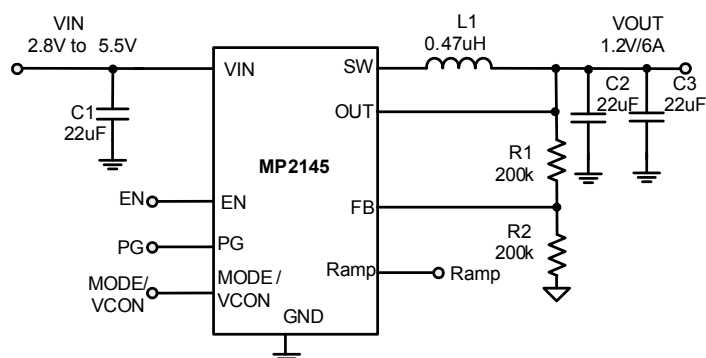 VIN
2.8V to 5.5V
L1
0.47uH
VOUT
1.2V/6A
VIN
SW
C1
22uF
C2
22uF
C3
22uF
OUT
MP2145
R1
200k
EN
EN
FB
PG
PG
R2
200k
MODE/
VCON
MODE/
VCON
Ramp
Ramp
GND